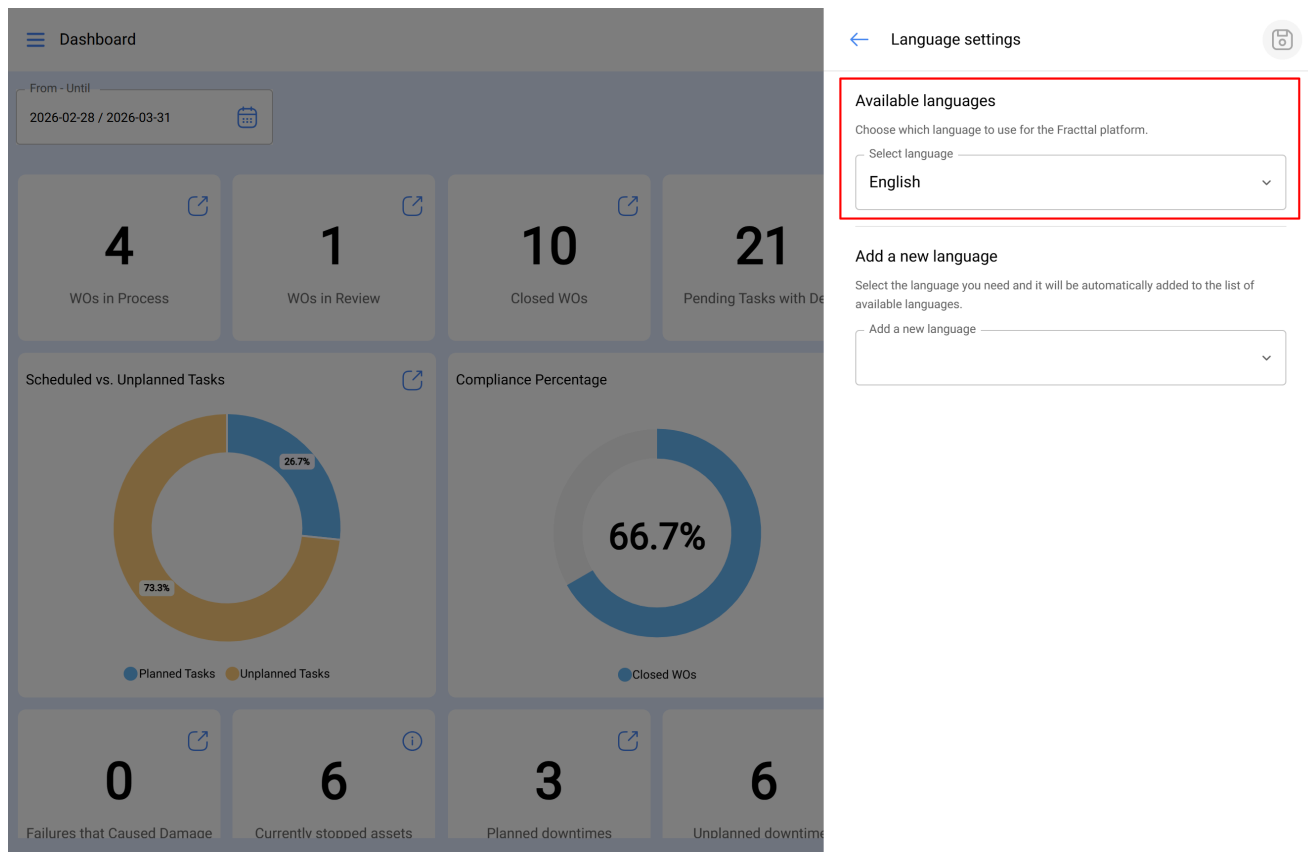 Dashboard
From - Until
2026-02-28 / 2026-03-31
4
WOs in Process
1
WOs in Review
10
Closed WOs
21
Pending Tasks with De
Scheduled vs. Unplanned Tasks
26.7%
73.3%
Planned Tasks
Unplanned Tasks
Compliance Percentage
66.7%
Closed WOs
0
Failures that Caused Damage
6
Currently stopped assets
3
Planned downtimes
6
Unplanned downtime
Language settings
Available languages
Choose which language to use for the Fracttal platform.
Select language
English
Add a new language
Select the language you need and it will be automatically added to the list of
available languages.
Add a new language